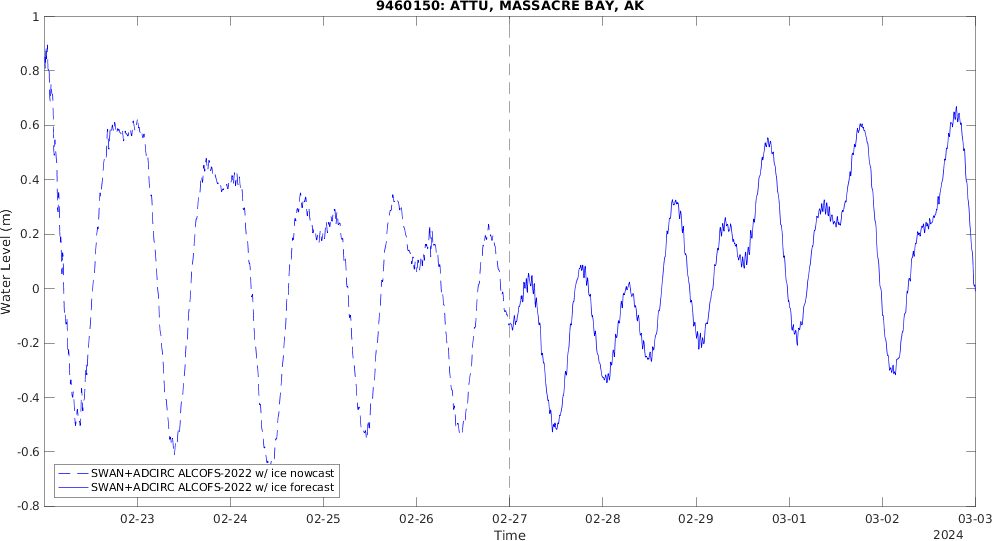 9460150: ATTU, MASSACRE BAY, AK
Water Level (m)
1
0.8
0.6
0.4
0.2
0
-0.2
-0.4
-0.6
-0.8
SWAN+ADCIRC ALCOFS-2022 w/ ice nowcast
SWAN+ADCIRC ALCOFS-2022 w/ ice forecast
02-23 02-24 02-25 02-26 02-27 02-28 02-29 03-01 03-02 03-03
Time
2024